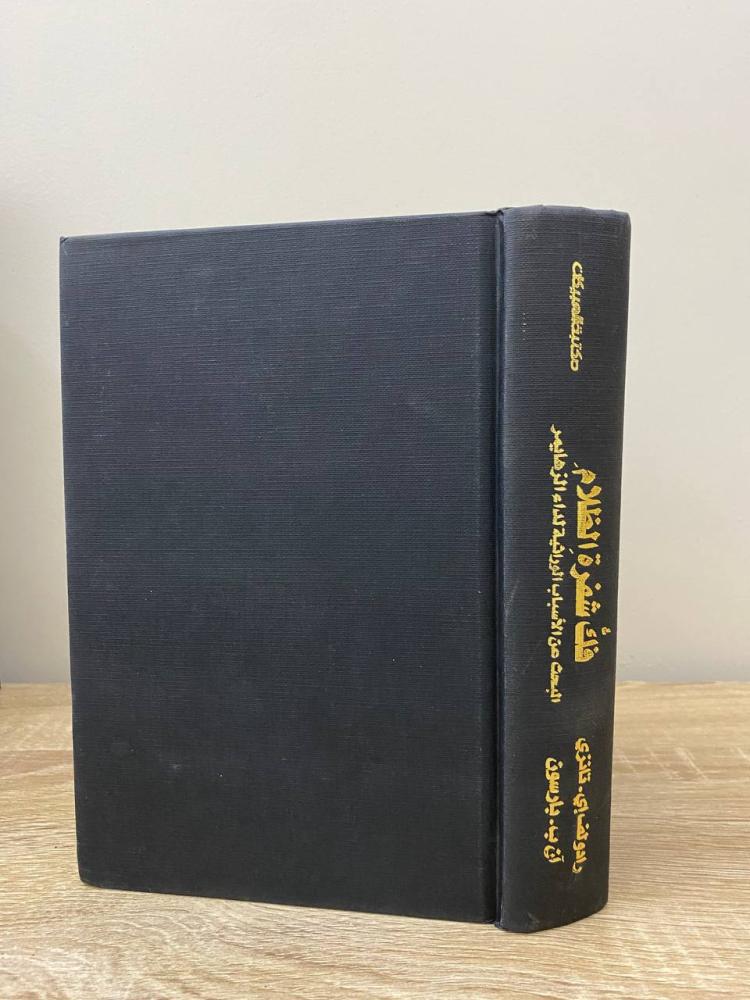 مكتبة العبيكان
فكُّ شفرةِ الظلامِ
البحث عن الأسباب الوراثية لداء الزهايمر
رادولف إي. تانزي
آن ب. بارسون